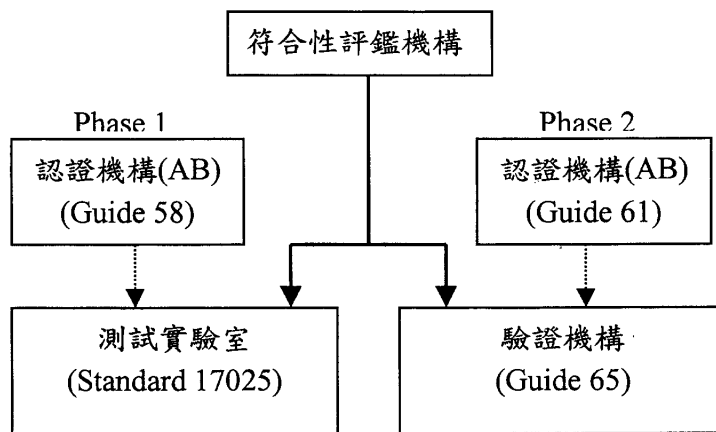 符合性評鑑機構
Phase 1
認證機構(AB)
(Guide 58)
Phase 2
認證機構(AB)
(Guide 61)
測試實驗室
(Standard 17025)
驗證機構
(Guide 65)